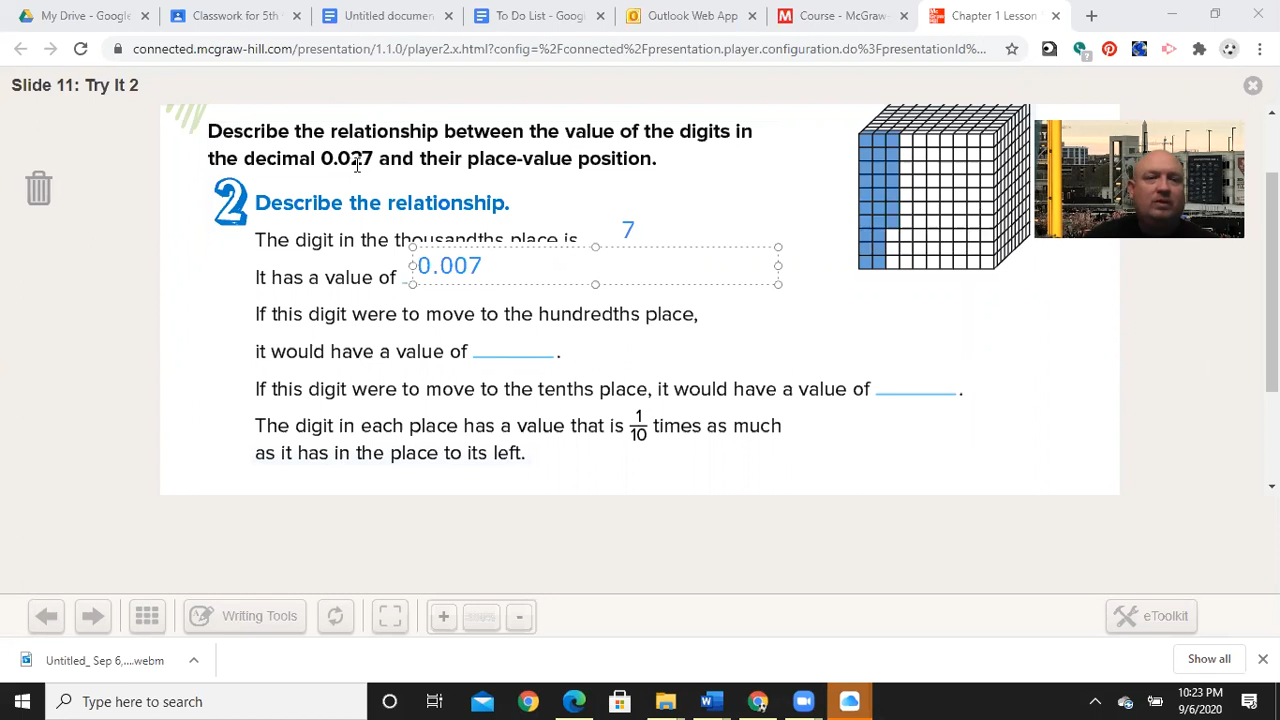 My Drive - Google
Classwork for 5th
Untitled documen
To Do List - Goog
Outlook Web App
Course - McGraw-
Chapter 1 Lesson
connected.mcgraw-hill.com/presentation/1.1.0/player2.x.html?config=%2Fconnected%2Fpresentation.player.configuration.do%3FpresentationId%...
Slide 11: Try It 2
Describe the relationship between the value of the digits in
the decimal 0.027 and their place-value position.
2 Describe the relationship.
The digit in the thousandths place is 7
It has a value of 0.007
If this digit were to move to the hundredths place,
it would have a value of ________ .
If this digit were to move to the tenths place, it would have a value of ________ .
The digit in each place has a value that is 1/10 times as much
as it has in the place to its left.
Writing Tools
+
-
eToolkit
Untitled_ Sep 6,....webm
Show all
Type here to search
10:23 PM
9/6/2020